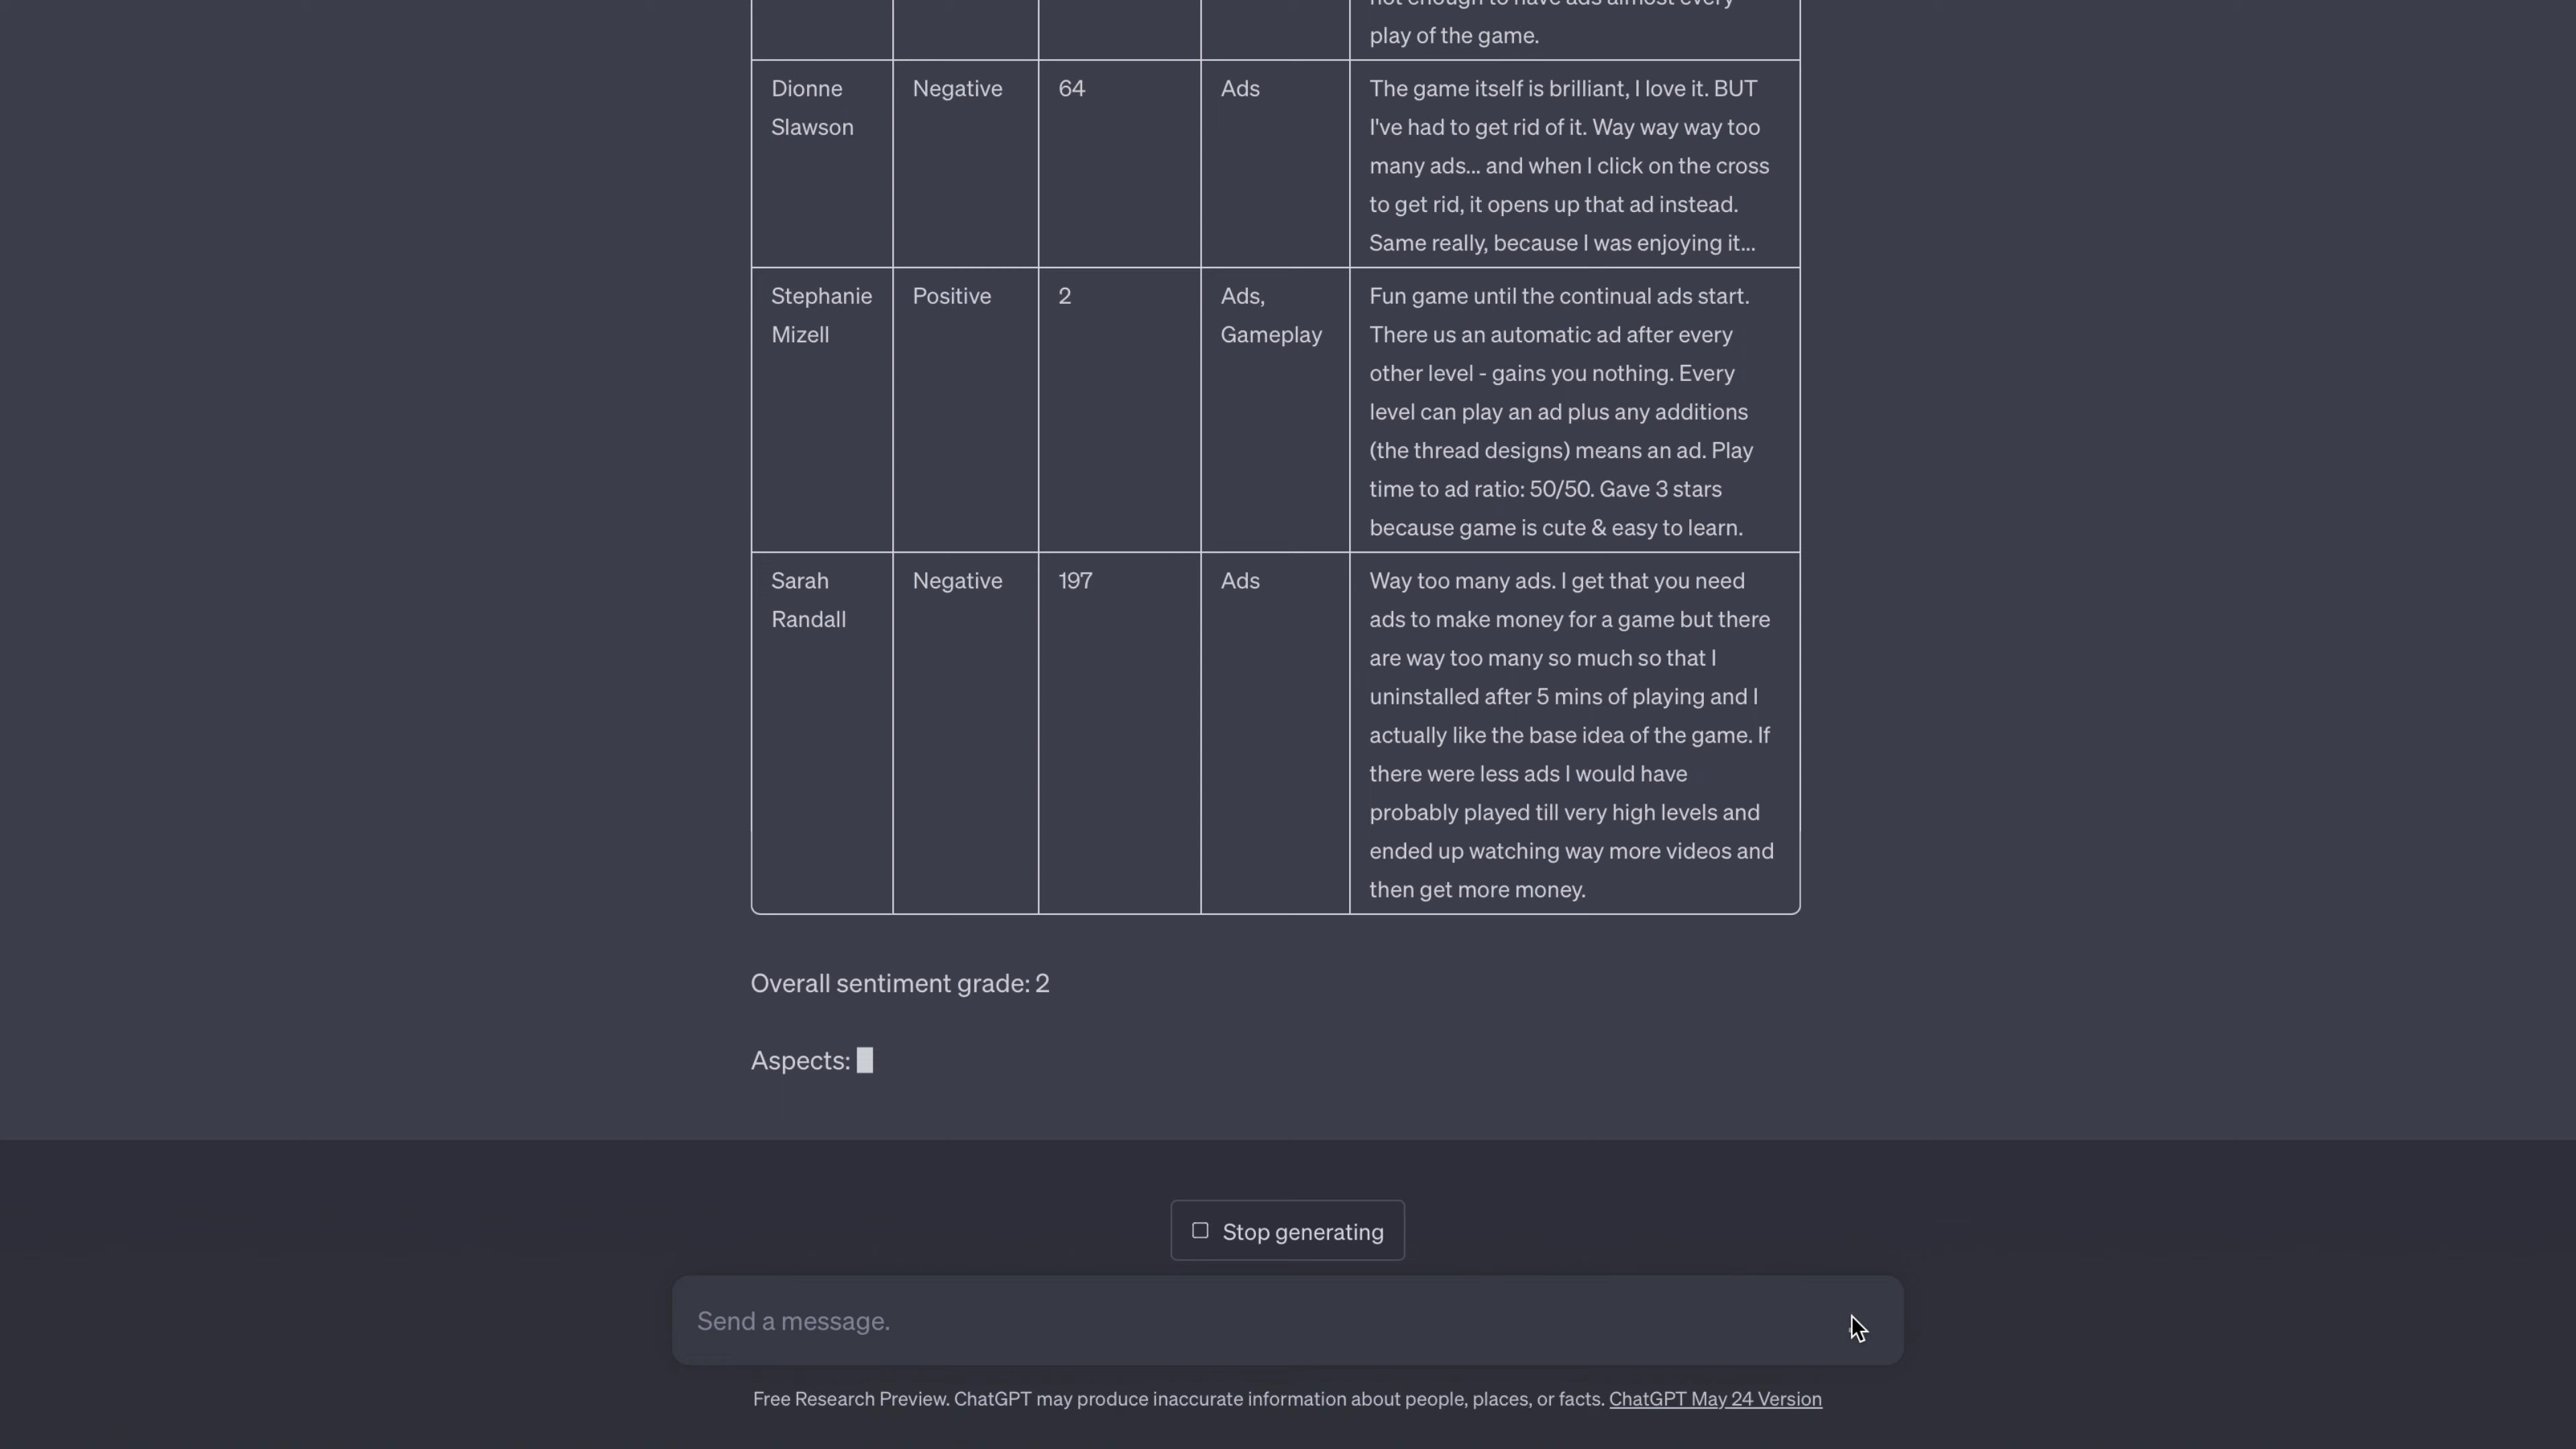 not enough to have ads almost every
play of the game.
Dionne Negative 64 Ads The game itself is brilliant, I love it. BUT
Slawson I've had to get rid of it. Way way way too
many ads... and when I click on the cross
to get rid, it opens up that ad instead.
Same really, because I was enjoying it...
Stephanie Positive 2 Ads, Fun game until the continual ads start.
Mizell Gameplay There us an automatic ad after every
other level - gains you nothing. Every
level can play an ad plus any additions
(the thread designs) means an ad. Play
time to ad ratio: 50/50. Gave 3 stars
because game is cute & easy to learn.
Sarah Negative 197 Ads Way too many ads. I get that you need
Randall ads to make money for a game but there
are way too many so much so that I
uninstalled after 5 mins of playing and I
actually like the base idea of the game. If
there were less ads I would have
probably played till very high levels and
ended up watching way more videos and
then get more money.
Overall sentiment grade: 2
Aspects:
Stop generating
Send a message.
Free Research Preview. ChatGPT may produce inaccurate information about people, places, or facts. ChatGPT May 24 Version